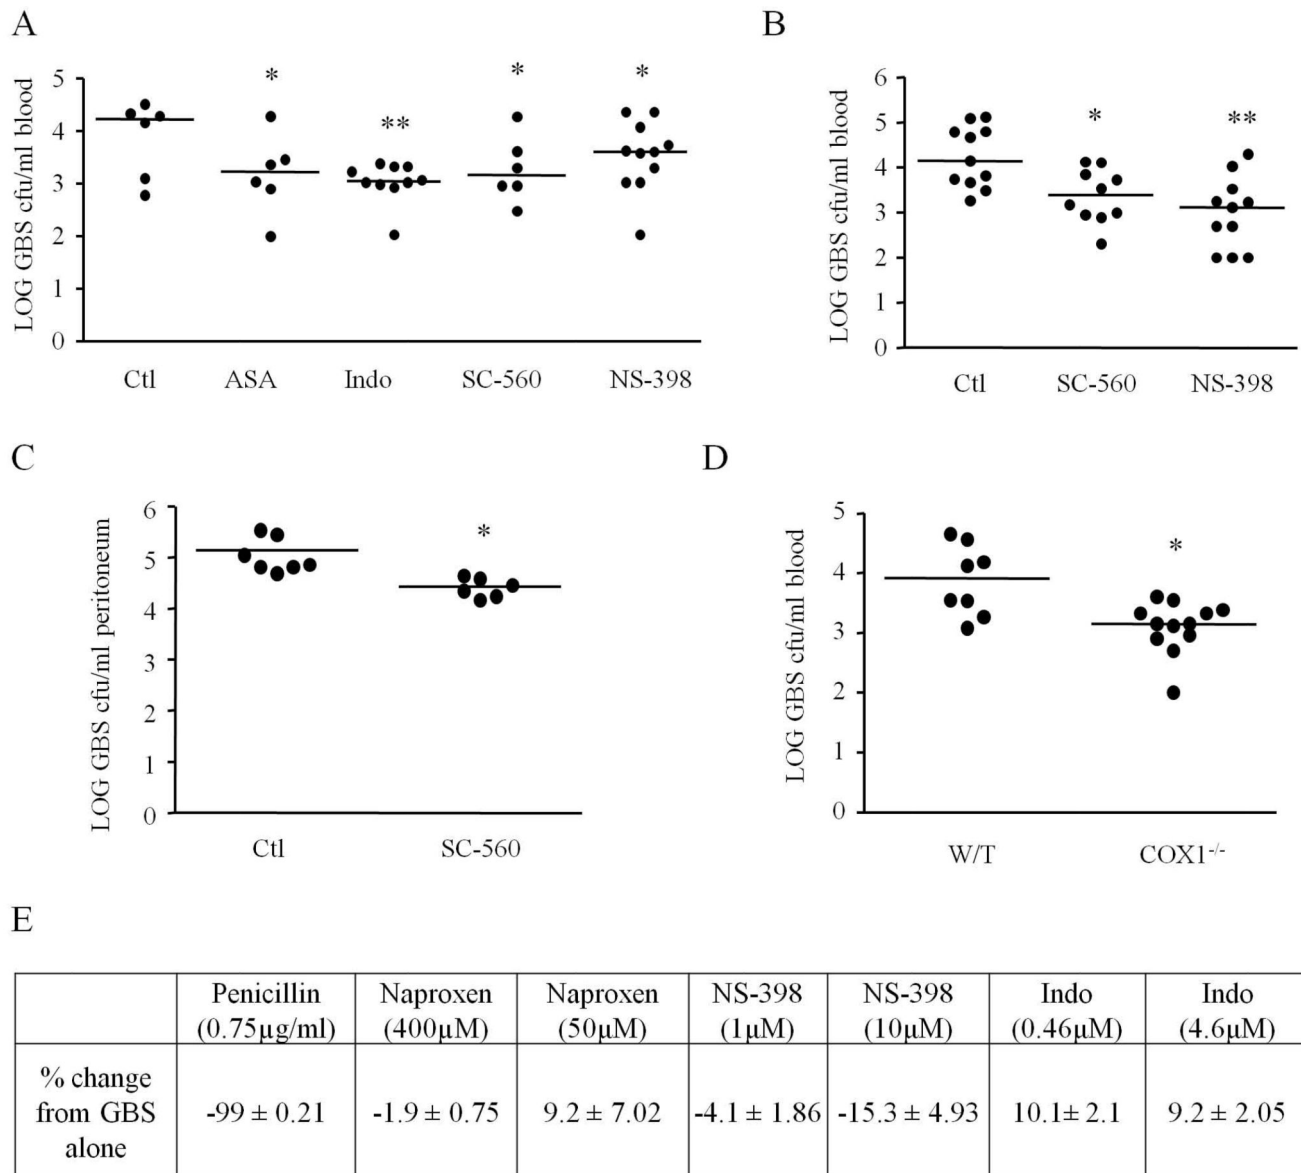 A
LOG GBS cfu/ml blood
5
4
3
2
1
0
*
**
*
*
Ctl ASA Indo SC-560 NS-398
B
LOG GBS cfu/ml blood
6
5
4
3
2
1
0
*
**
Ctl SC-560 NS-398
C
LOG GBS cfu/ml peritoneum
6
5
4
3
2
1
0
*
Ctl SC-560
D
LOG GBS cfu/ml blood
5
4
3
2
1
0
*
W/T COX1-/-
E
Penicillin (0.75µg/ml) Naproxen (400µM) Naproxen (50µM) NS-398 (1µM) NS-398 (10µM) Indo (0.46µM) Indo (4.6µM)
% change from GBS alone -99 ± 0.21 -1.9 ± 0.75 9.2 ± 7.02 -4.1 ± 1.86 -15.3 ± 4.93 10.1± 2.1 9.2 ± 2.05